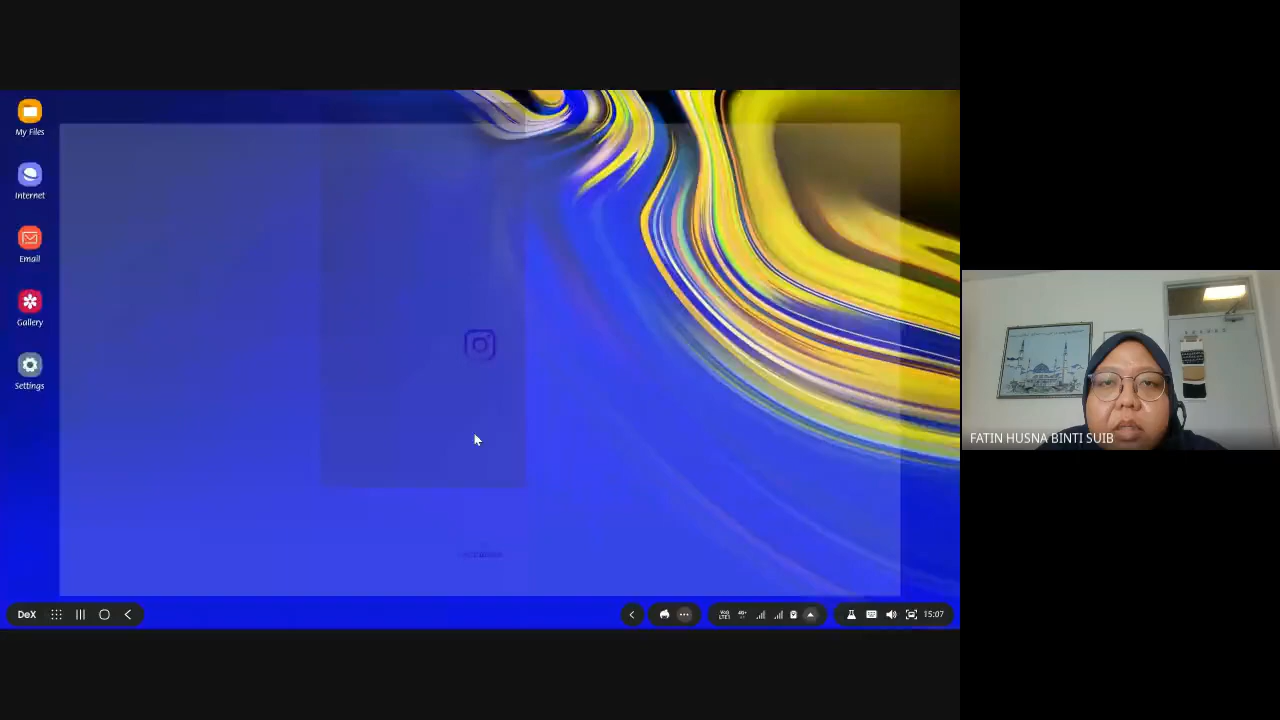 My Files
Internet
Email
Gallery
Settings
FATIN HUSNA BINTI SUIB
DeX
15:07